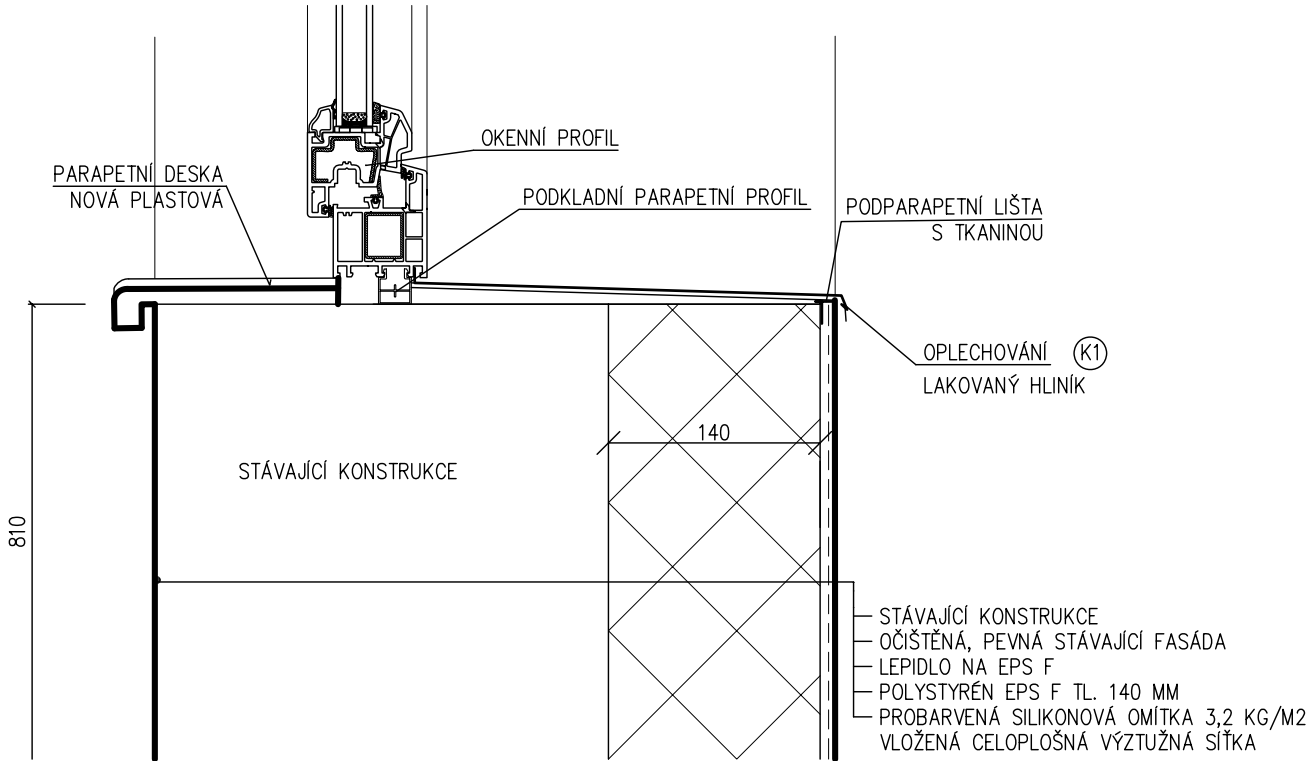 OKENNÍ PROFIL
PARAPETNÍ DESKA
NOVÁ PLASTOVÁ
PODKLADNÍ PARAPETNÍ PROFIL
PODPARAPETNÍ LIŠTA
S TKANINOU
OPLECHOVÁNÍ K1
LAKOVANÝ HLINÍK
140
STÁVAJÍCÍ KONSTRUKCE
810
STÁVAJÍCÍ KONSTRUKCE
OČIŠTĚNÁ, PEVNÁ STÁVAJÍCÍ FASÁDA
LEPIDLO NA EPS F
POLYSTYRÉN EPS F TL. 140 MM
PROBARVENÁ SILIKONOVÁ OMÍTKA 3,2 KG/M2
VLOŽENÁ CELOPLOŠNÁ VÝZTUŽNÁ SÍŤKA